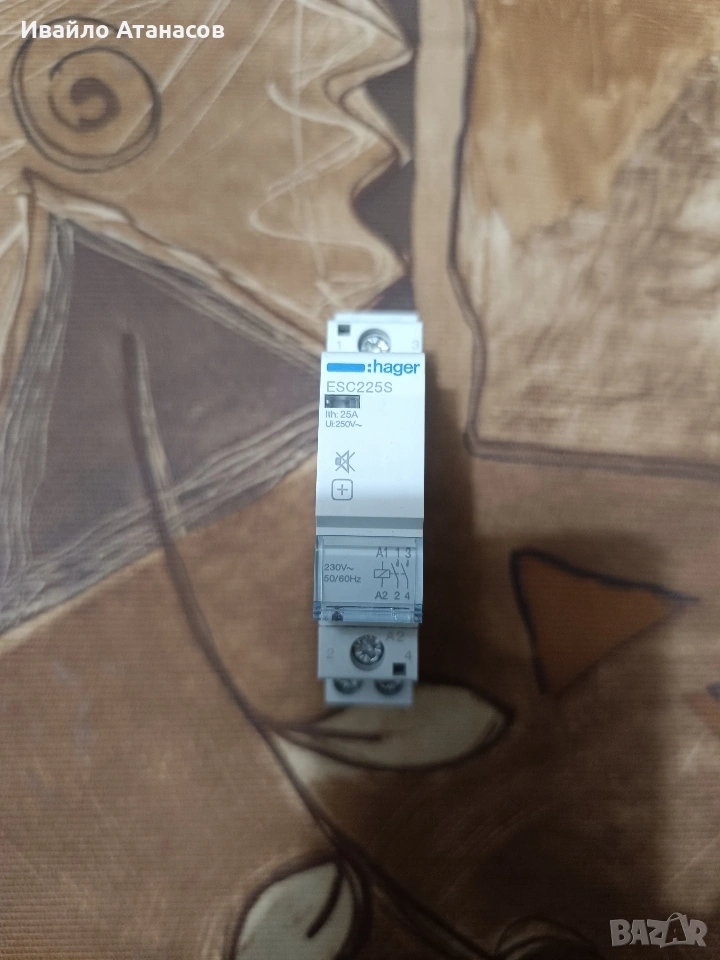 Ивайло Атанасов
1 3
:hager
ESC225S
Ith: 25A
Ui:250V~
A1 1 3
230V~
50/60Hz
A2 2 4
A2
2 4
BAZAR